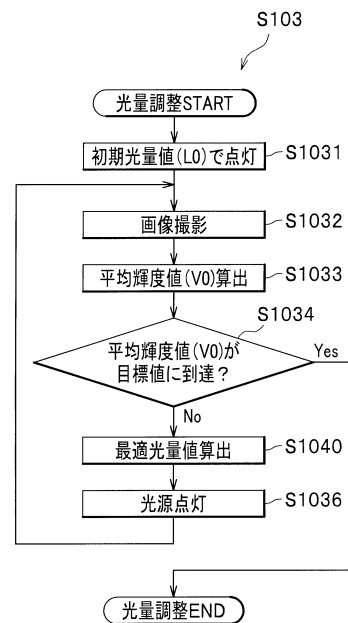 S103
光量調整START
初期光量値(L0)で点灯
S1031
画像撮影
S1032
平均輝度値(V0)算出
S1033
S1034
平均輝度値(V0)が
目標値に到達?
Yes
No
最適光量値算出
S1040
光源点灯
S1036
光量調整END